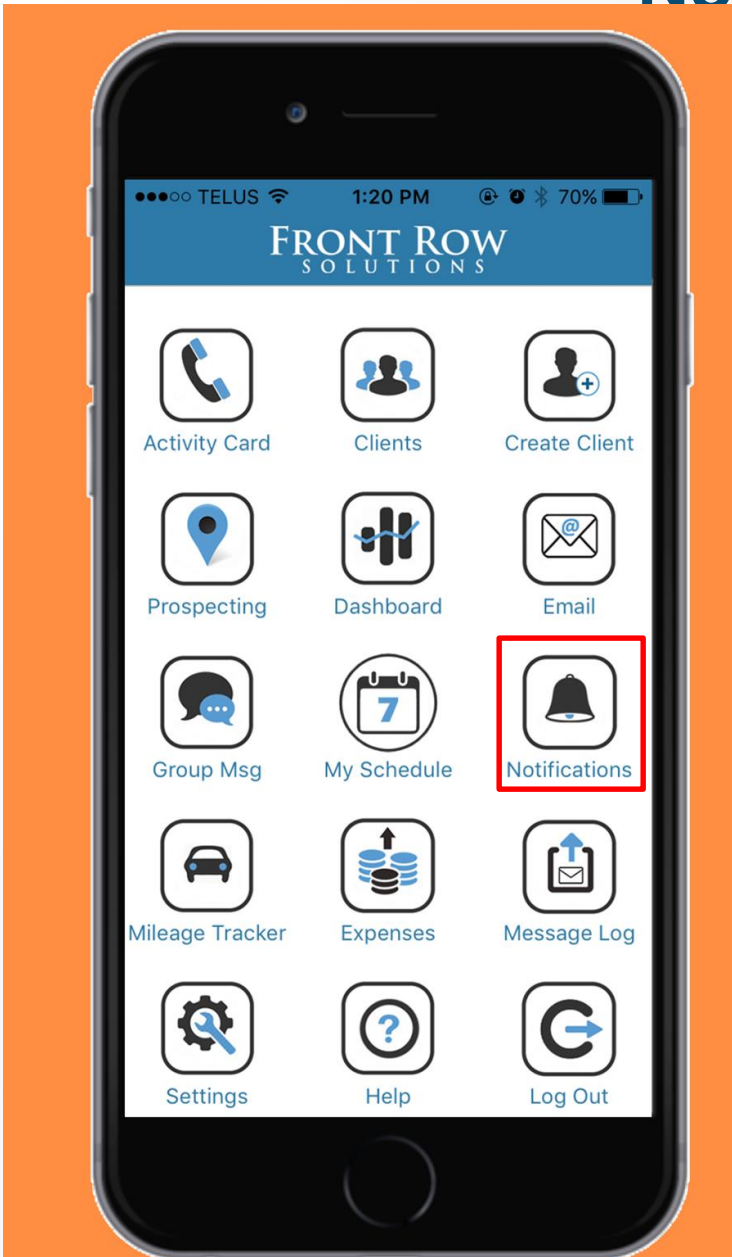 TELUS 1:20 PM 70%
FRONT ROW
SOLUTIONS
Activity Card Clients Create Client
@
Prospecting Dashboard Email
7
Group Msg My Schedule Notifications
Mileage Tracker Expenses Message Log
?
Settings Help Log Out